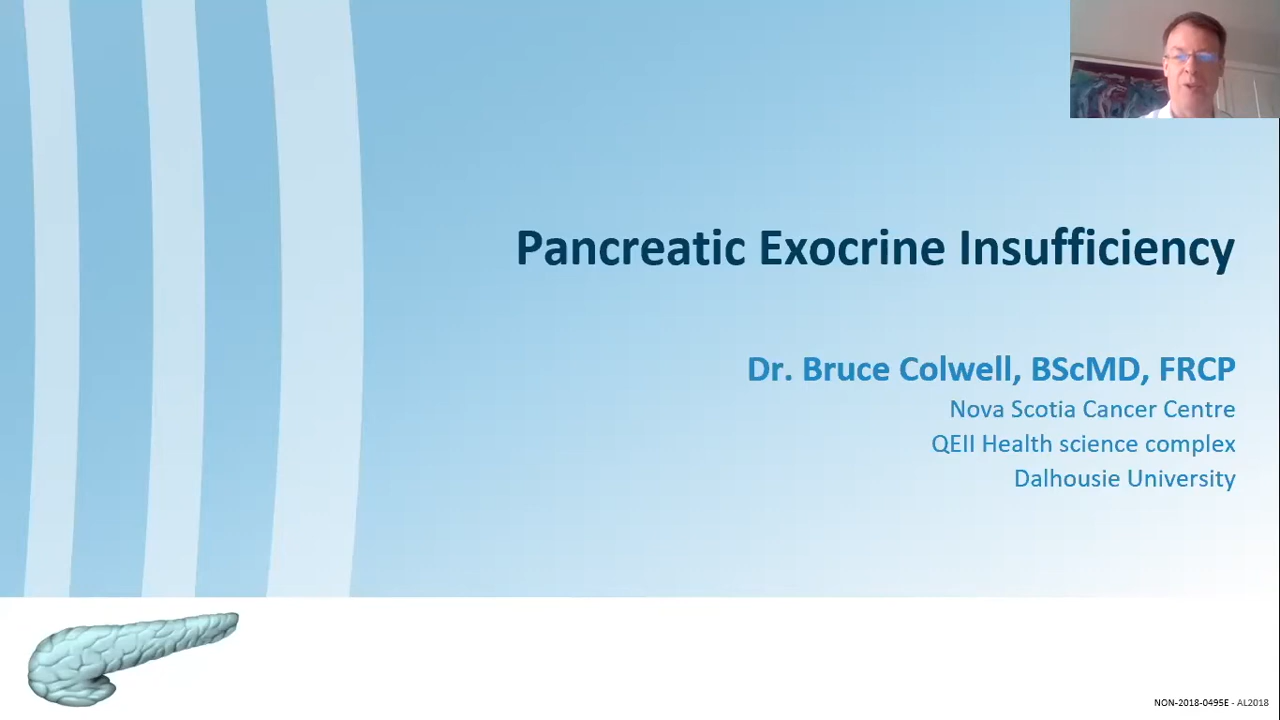 Pancreatic Exocrine Insufficiency
Dr. Bruce Colwell, BScMD, FRCP
Nova Scotia Cancer Centre
QEII Health science complex
Dalhousie University
NON-2018-0495E - AL2018